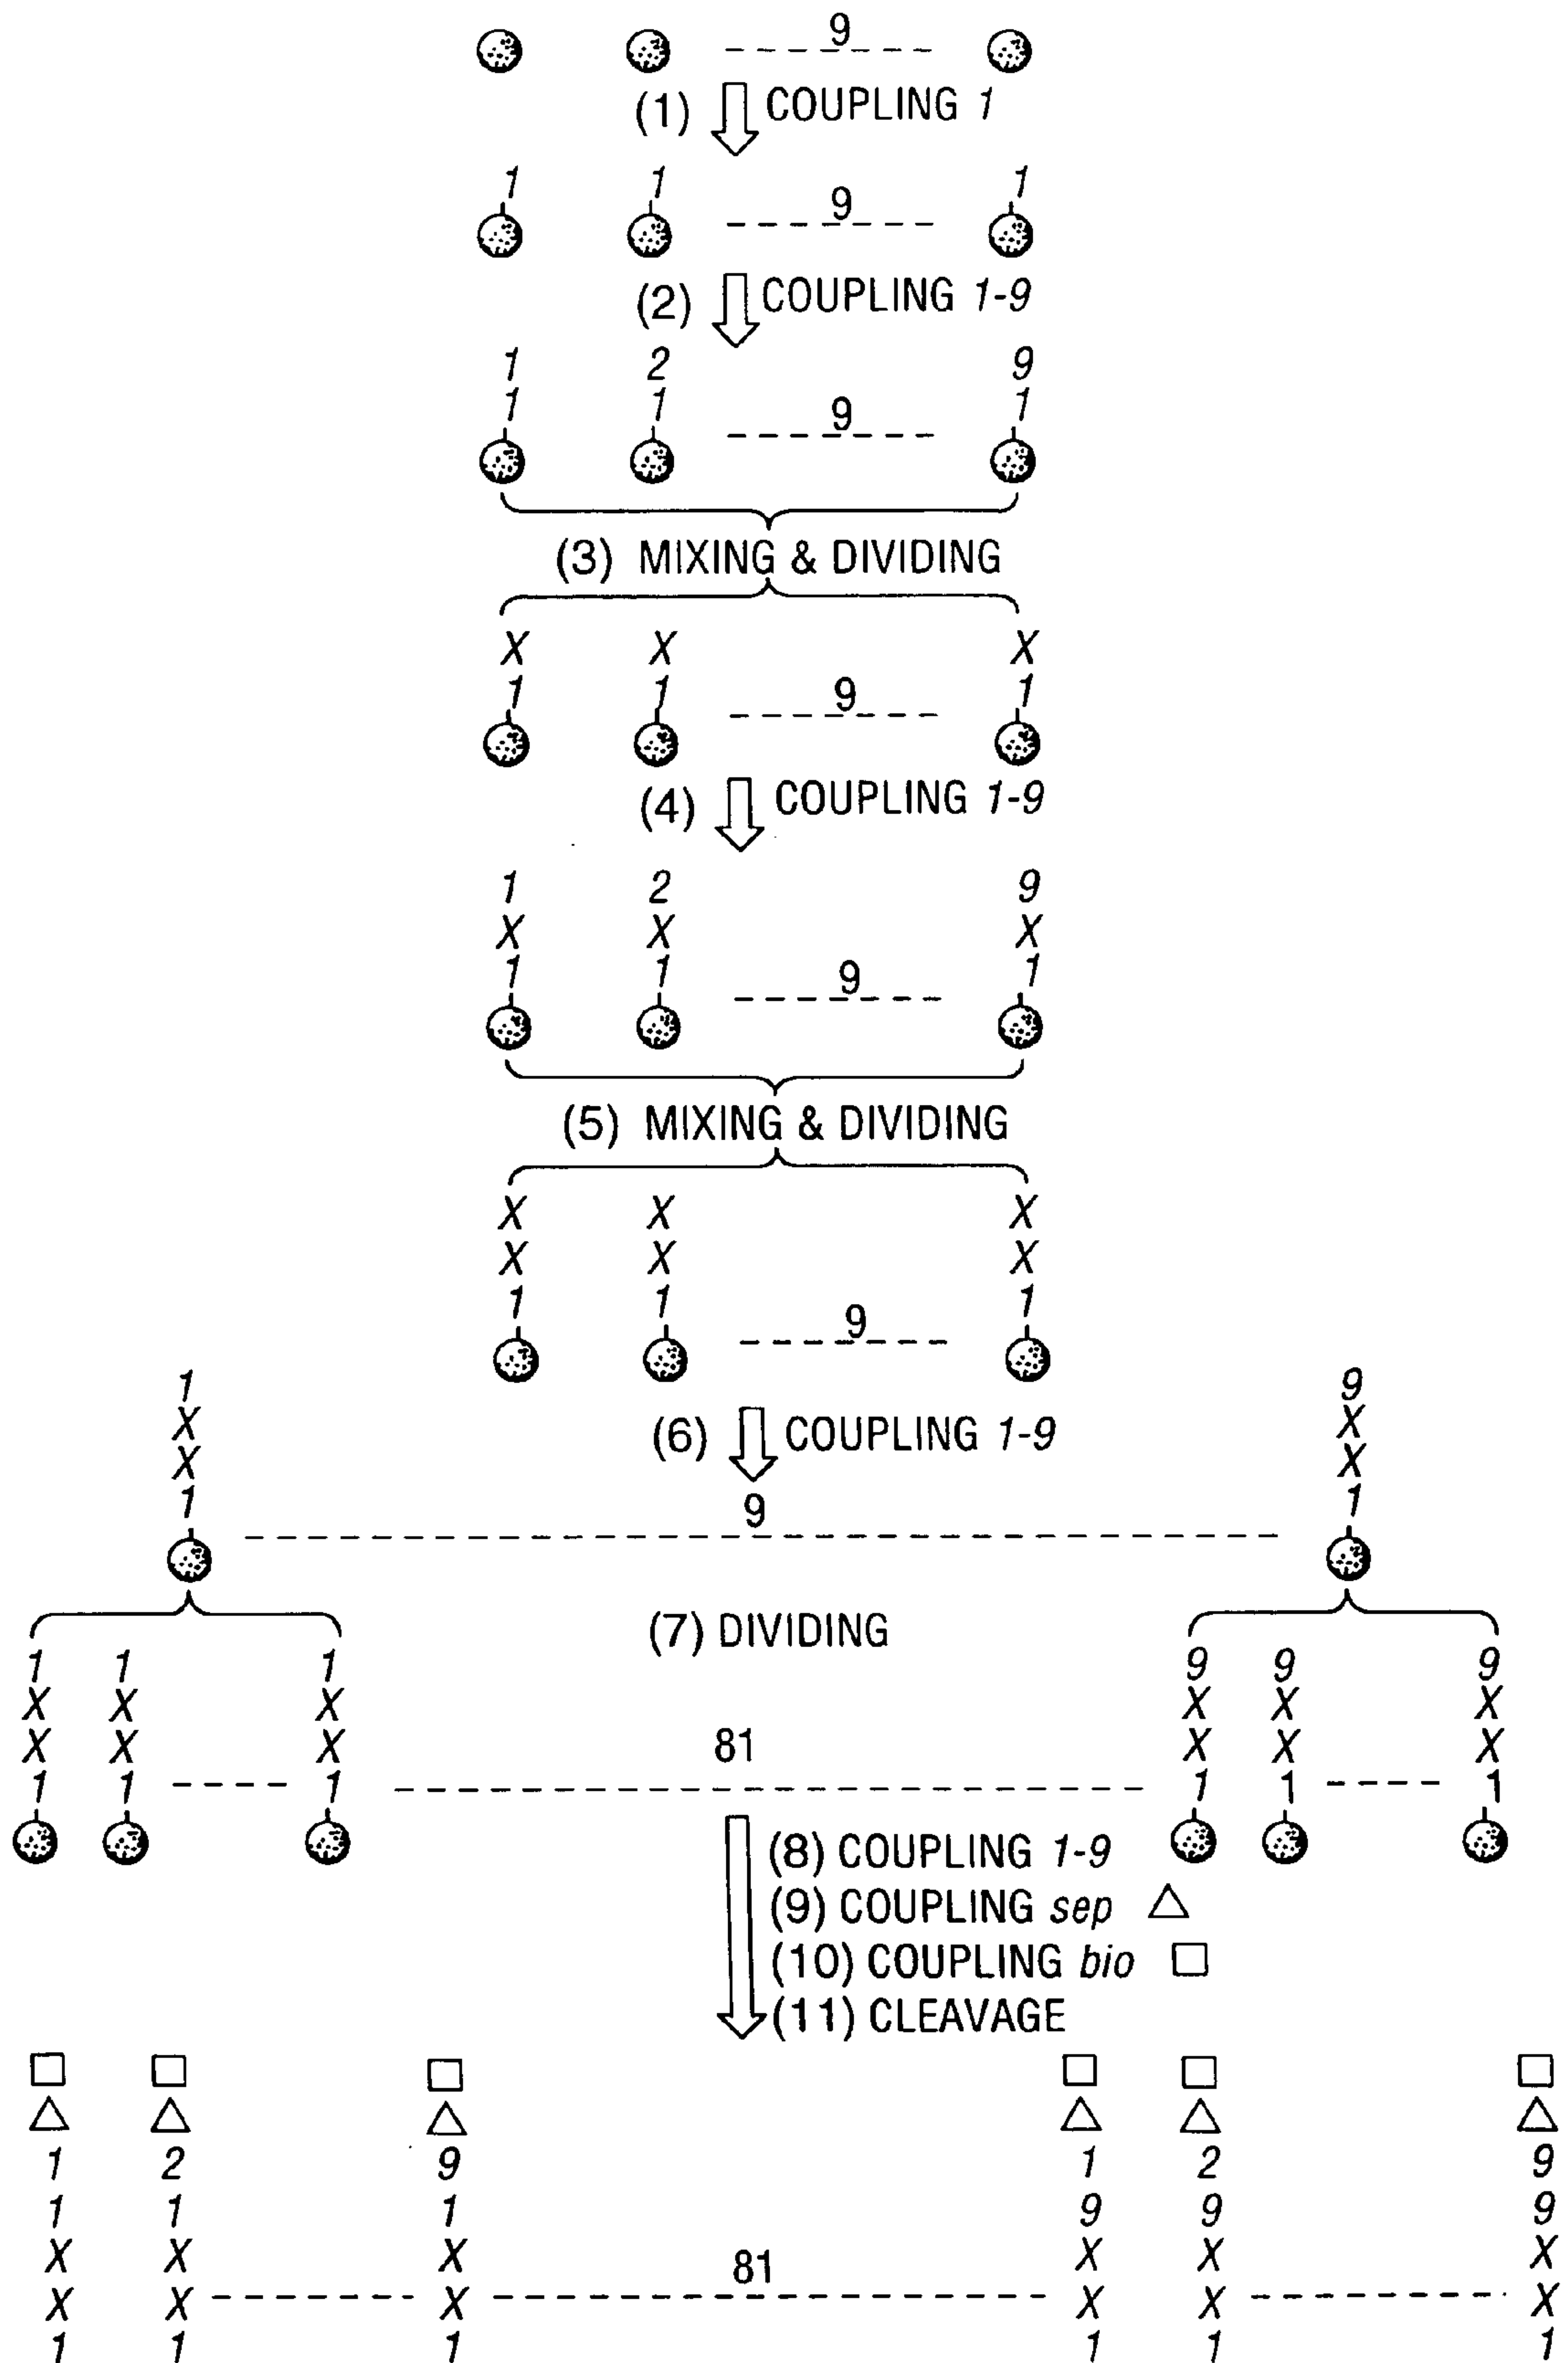 9
(1) COUPLING 1
1 1 9 1
(2) COUPLING 1-9
1 2 9
1 1 9 1
(3) MIXING & DIVIDING
X X X
1 1 9 1
(4) COUPLING 1-9
1 2 9
X X X
1 1 9 1
(5) MIXING & DIVIDING
X X X
X X X
1 1 1
9
1 9
X (6) COUPLING 1-9 X
X X
1 9 1
(7) DIVIDING
1 1 1 9 9 9
X X X X X X
X X X 81 X X X
1 1 1 1 1 1
(8) COUPLING 1-9
(9) COUPLING sep
(10) COUPLING bio
(11) CLEAVAGE
1 2 9 1 2 9
1 1 1 9 9 9
X X X 81 X X X
X X X X X X
1 1 1 1 1 1